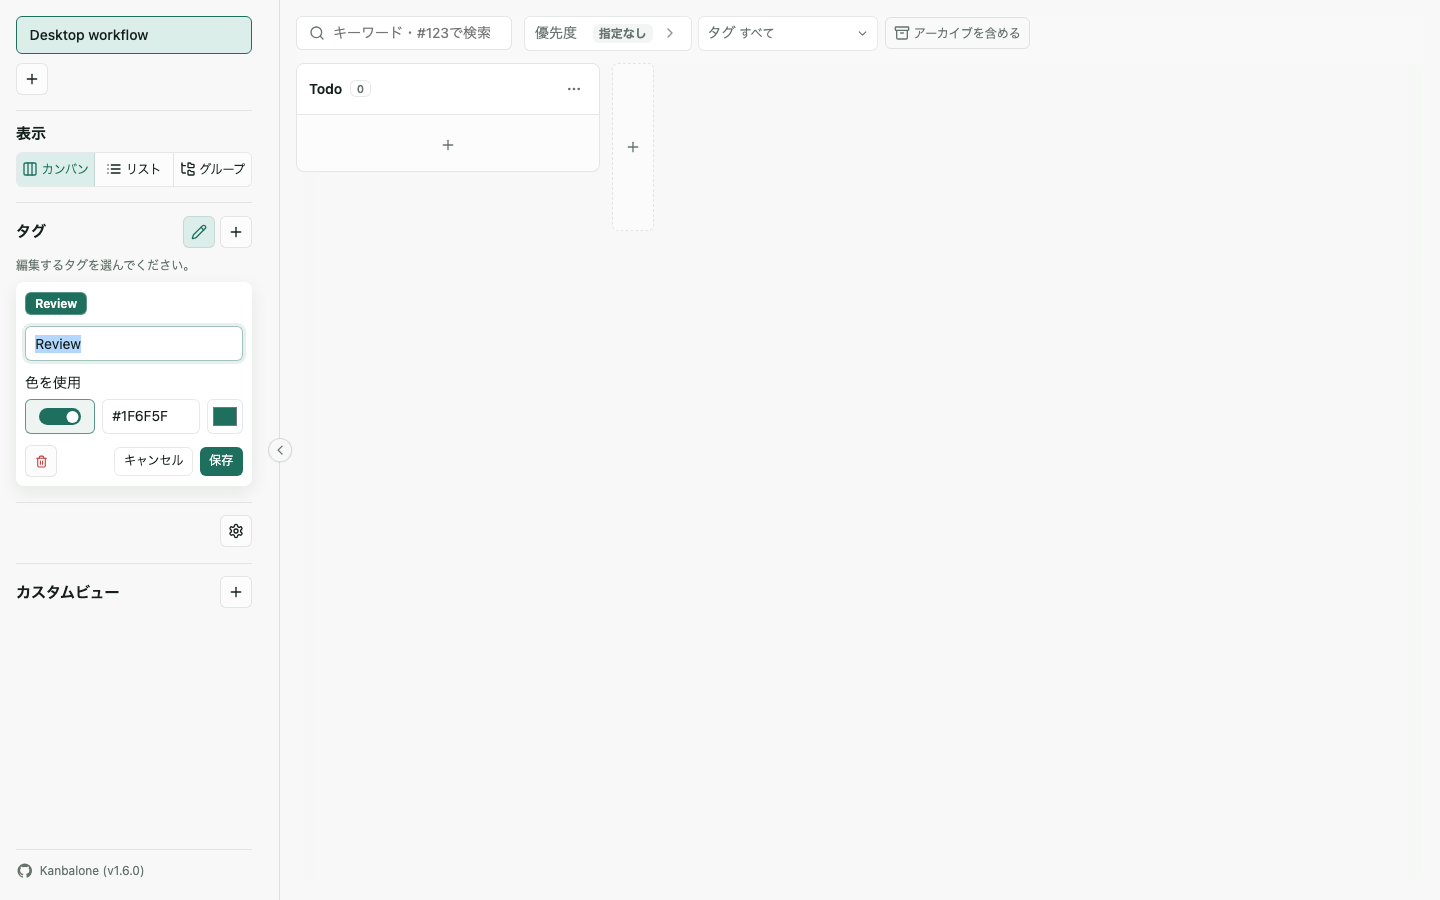 Desktop workflow
表示
カンバン
リスト
グループ
タグ
編集するタグを選んでください。
Review
Review
色を使用
#1F6F5F
キャンセル
保存
カスタムビュー
Kanbalone (v1.6.0)
キーワード・#123で検索
優先度 指定なし
タグ すべて
アーカイブを含める
Todo 0